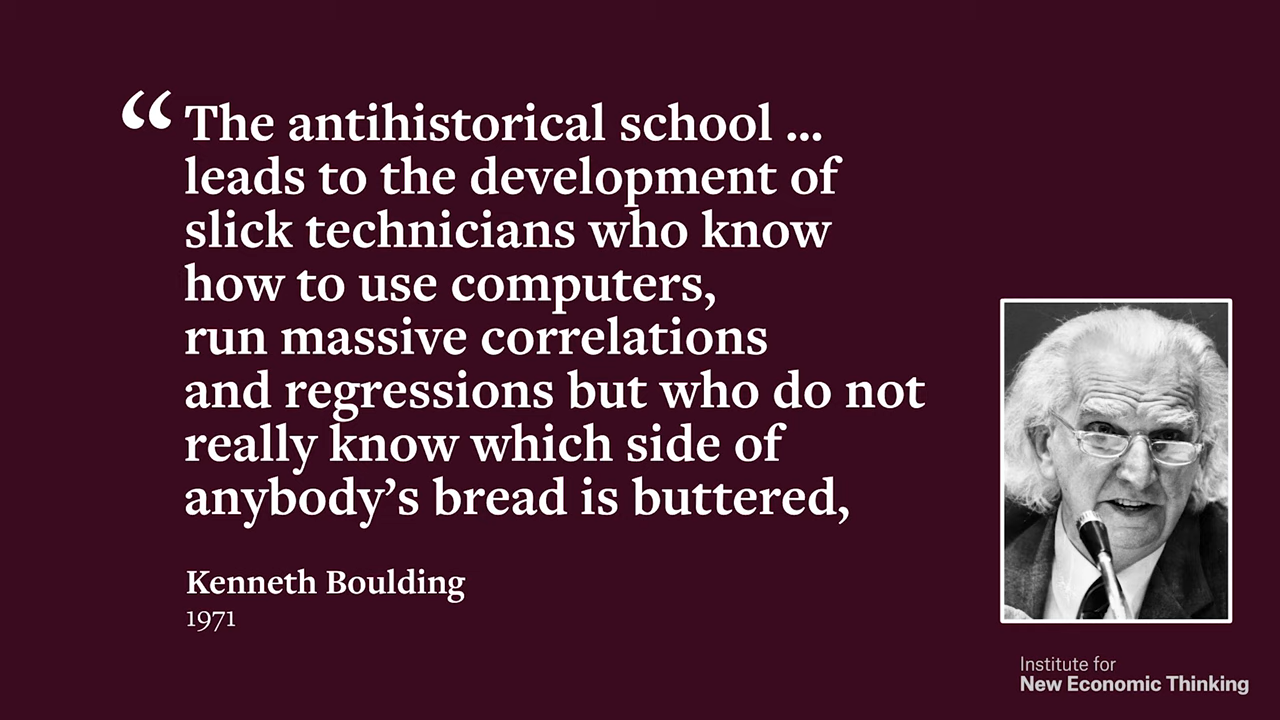 “The antihistorical school ...
leads to the development of
slick technicians who know
how to use computers,
run massive correlations
and regressions but who do not
really know which side of
anybody’s bread is buttered,
Kenneth Boulding
1971
Institute for
New Economic Thinking